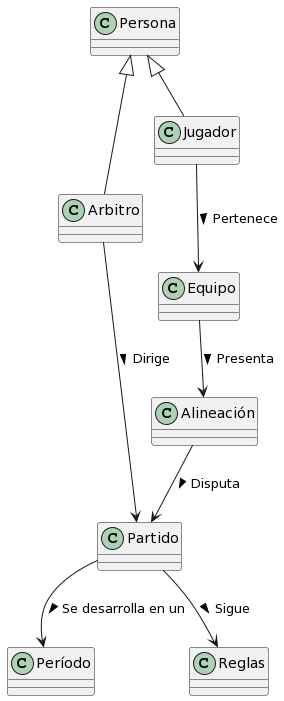 C Persona
C Jugador
C Arbitro
Pertenece
C Equipo
Dirige
Presenta
C Alineación
Disputa
C Partido
Se desarrolla en un
Sigue
C Período
C Reglas